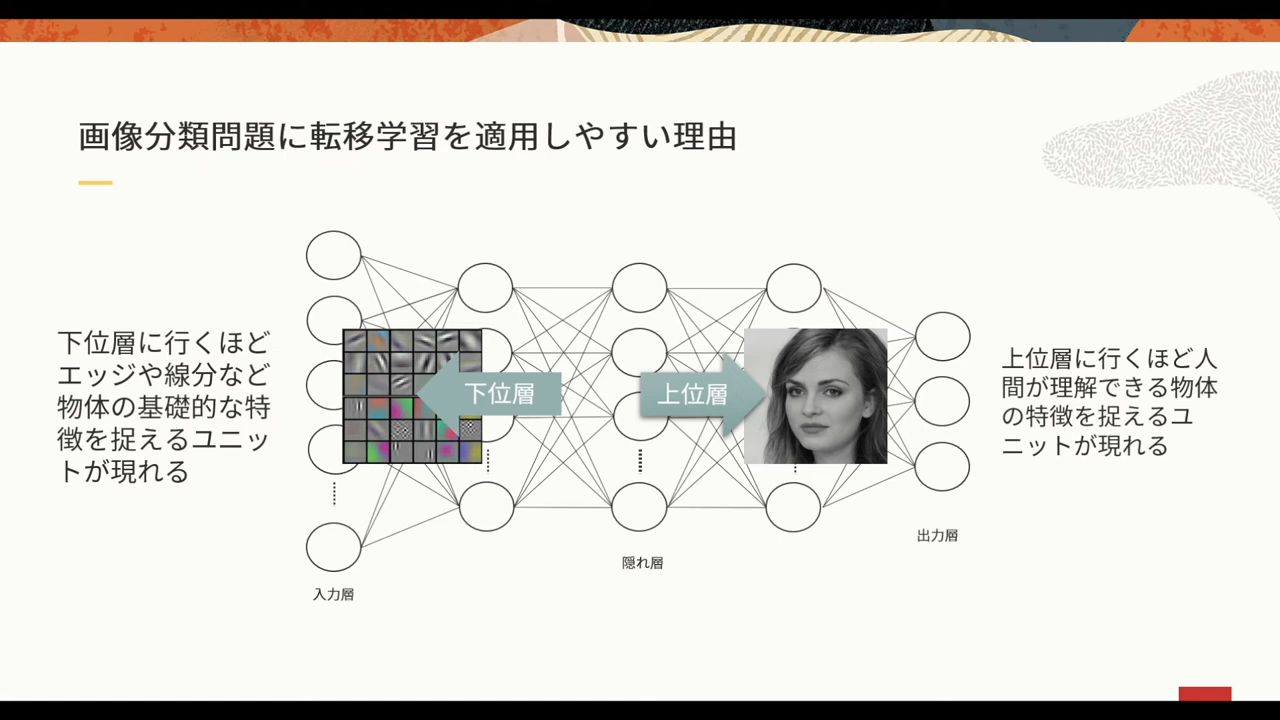 画像分類問題に転移学習を適用しやすい理由
下位層に行くほど
エッジや線分など
物体の基礎的な特
徴を捉えるユニッ
トが現れる
下位層
上位層
上位層に行くほど人
間が理解できる物体
の特徴を捉えるユ
ニットが現れる
出力層
隠れ層
入力層